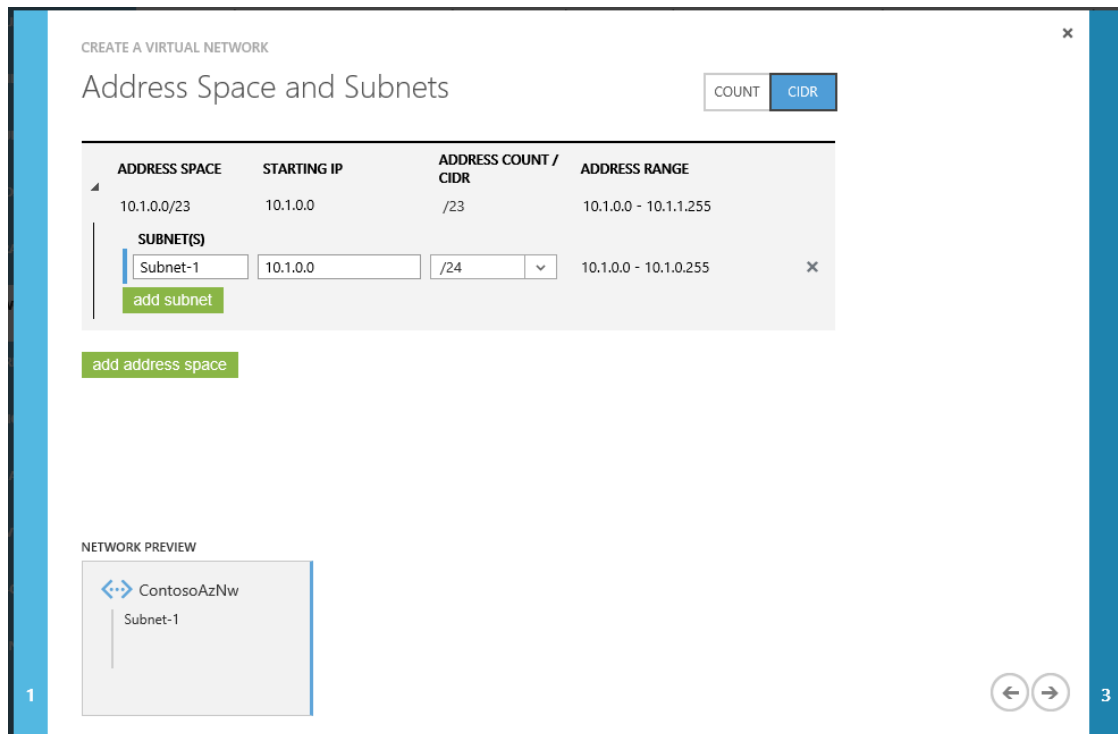 CREATE A VIRTUAL NETWORK
Address Space and Subnets
COUNT CIDR
ADDRESS SPACE STARTING IP ADDRESS COUNT / CIDR ADDRESS RANGE
10.1.0.0/23 10.1.0.0 /23 10.1.0.0 - 10.1.1.255
SUBNET(S)
Subnet-1 10.1.0.0 /24 10.1.0.0 - 10.1.0.255
add subnet
add address space
NETWORK PREVIEW
ContosoAzNw
Subnet-1
1
3